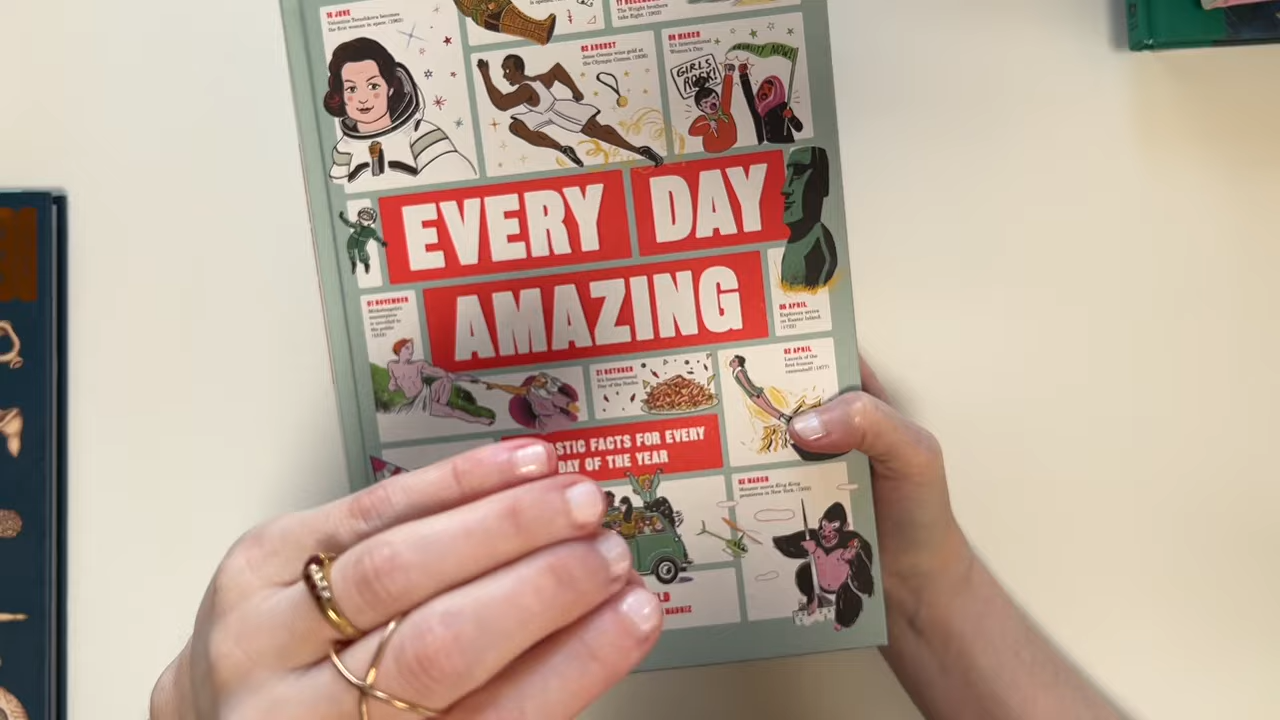 16 JUNE
Valentina Tereshkova becomes
the first woman in space. (1963)
17 DECEMBER
The Wright brothers
take flight. (1903)
03 AUGUST
Jesse Owens wins gold at
the Olympic Games. (1936)
08 MARCH
It's International
Women's Day.
GIRLS
ROCK!
EQUALITY NOW!
EVERY DAY
AMAZING
01 NOVEMBER
Michelangelo's
masterpiece
is unveiled to
the public
05 APRIL
Explorers arrive
on Easter Island.
(1722)
21 OCTOBER
It's International
Day of the Nacho.
02 APRIL
Launch of the
first human
cannonball (1877)
FACTS FOR EVERY
DAY OF THE YEAR
02 MARCH
Monster movie King Kong
premieres in New York. (1933)